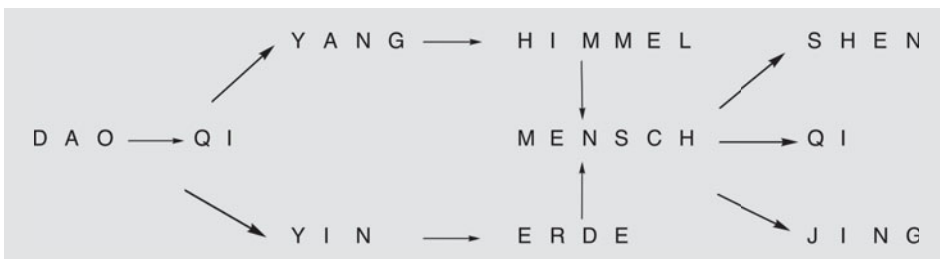 YANG HIMMEL SHEN
DAO QI MENSCH QI
YIN ERDE JING